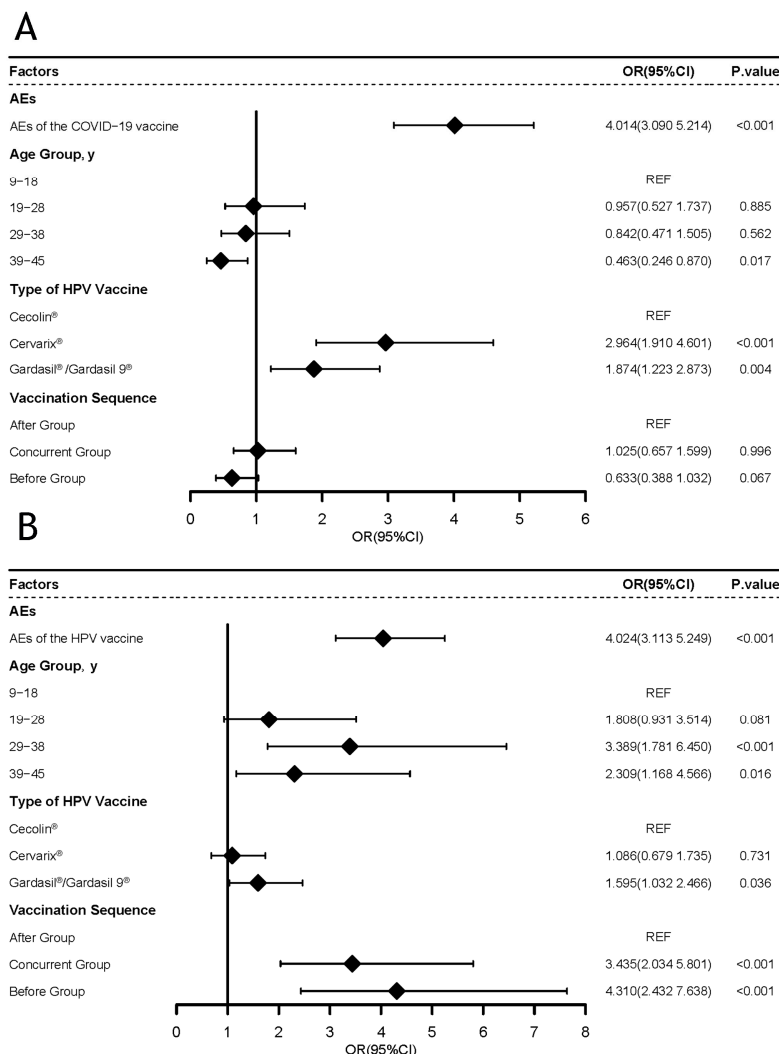 A
Factors OR(95%CI) P.value
AEs
AEs of the COVID−19 vaccine 4.014(3.090 5.214) <0.001
Age Group, y
9−18 REF
19−28 0.957(0.527 1.737) 0.885
29−38 0.842(0.471 1.505) 0.562
39−45 0.463(0.246 0.870) 0.017
Type of HPV Vaccine
Cecolin® REF
Cervarix® 2.964(1.910 4.601) <0.001
Gardasil®/Gardasil 9® 1.874(1.223 2.873) 0.004
Vaccination Sequence
After Group REF
Concurrent Group 1.025(0.657 1.599) 0.996
Before Group 0.633(0.388 1.032) 0.067
0 1 2 3 4 5 6
OR(95%CI)
B
Factors OR(95%CI) P.value
AEs
AEs of the HPV vaccine 4.024(3.113 5.249) <0.001
Age Group, y
9−18 REF
19−28 1.808(0.931 3.514) 0.081
29−38 3.389(1.781 6.450) <0.001
39−45 2.309(1.168 4.566) 0.016
Type of HPV Vaccine
Cecolin® REF
Cervarix® 1.086(0.679 1.735) 0.731
Gardasil®/Gardasil 9® 1.595(1.032 2.466) 0.036
Vaccination Sequence
After Group REF
Concurrent Group 3.435(2.034 5.801) <0.001
Before Group 4.310(2.432 7.638) <0.001
0 1 2 3 4 5 6 7 8
OR(95%CI)